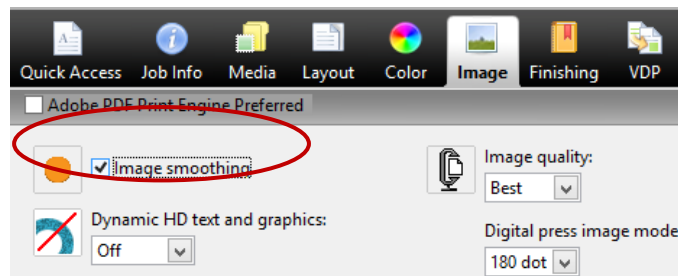 Quick Access Job Info Media Layout Color Image Finishing VDP
Adobe PDF Print Engine Preferred
Image smoothing
Image quality:
Best
Dynamic HD text and graphics:
Off
Digital press image mode
180 dot